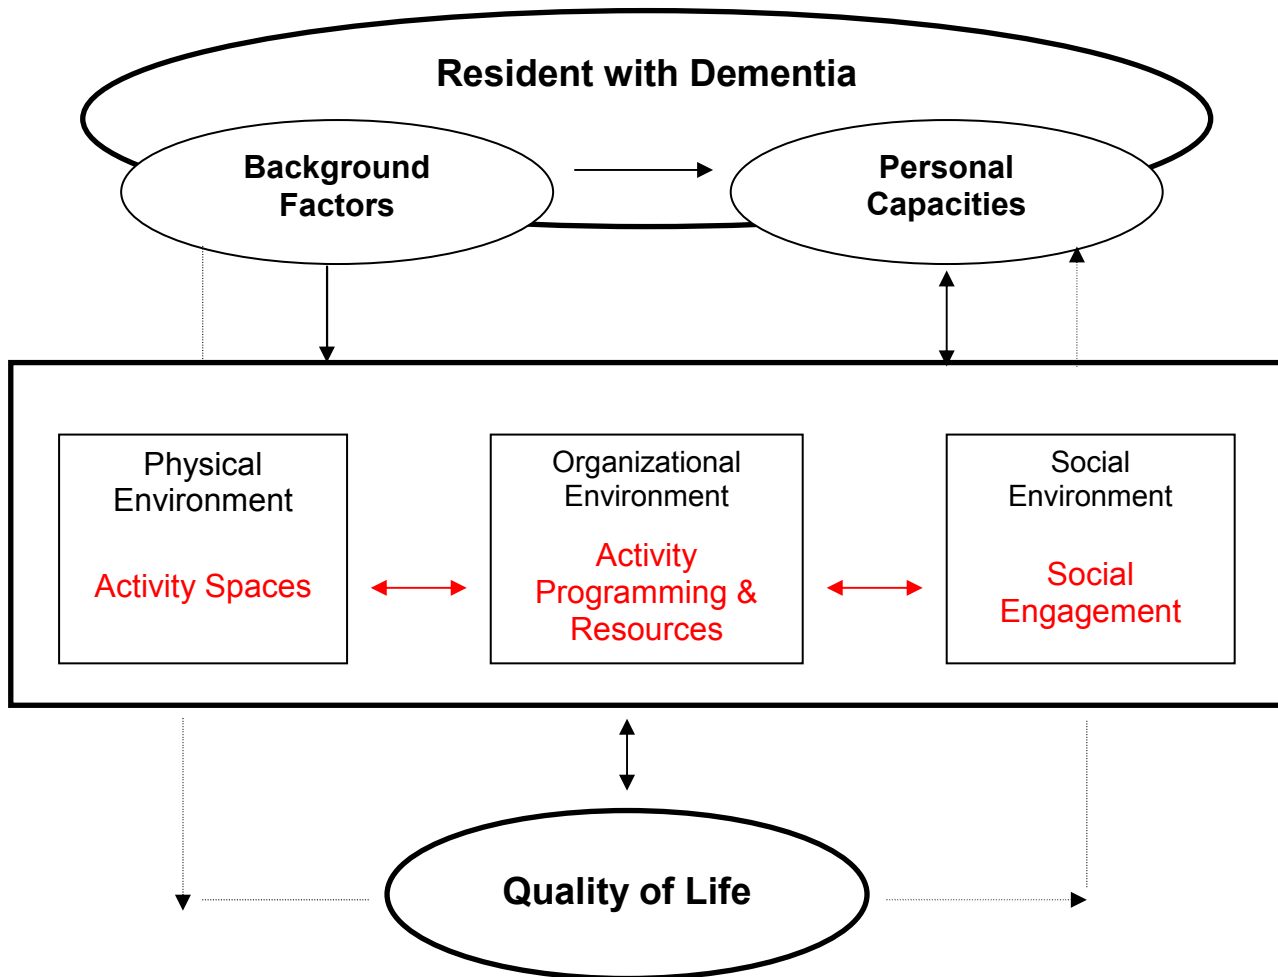 Resident with Dementia
Background
Factors
Personal
Capacities
Physical
Environment
Activity Spaces
Organizational
Environment
Activity
Programming &
Resources
Social
Environment
Social
Engagement
Quality of Life